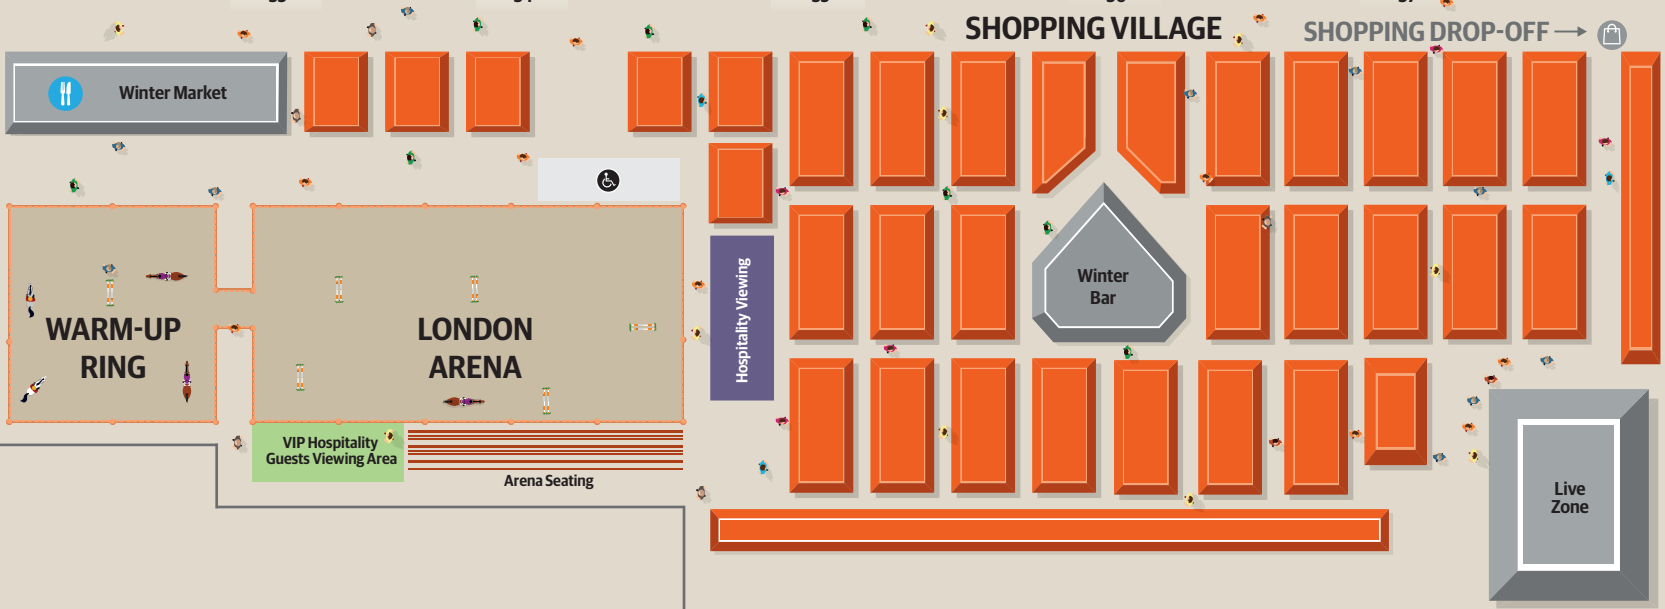 SHOPPING VILLAGE
SHOPPING DROP-OFF
Winter Market
Hospitality Viewing
Winter
Bar
WARM-UP
RING
LONDON
ARENA
VIP Hospitality
Guests Viewing Area
Arena Seating
Live
Zone